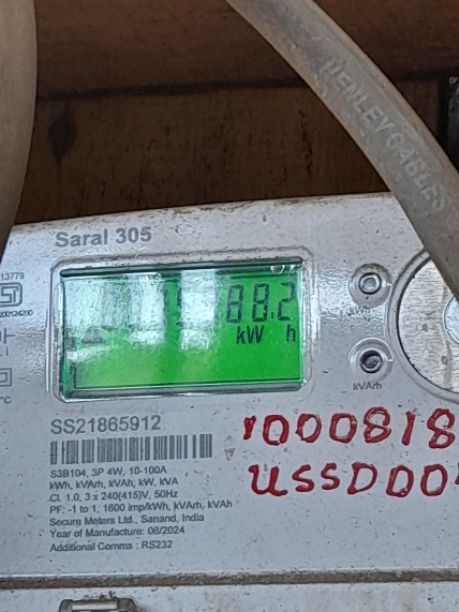 HENLEY CABLES
Saral 305
13779
88.2
kW h
kWh
kVArh
SS21865912
S3B104, 3P 4W, 10-100A
kWh, kVArh, kVAh, kW, kVA
CL 1.0, 3 x 240(415)V, 50Hz
PF: -1 to 1, 1600 imp/kWh, kVArh, kVAh
Secure Meters Ltd., Sanand, India
Year of Manufacture: 06/2024
Additional Comms : RS232
1000818
USSD00